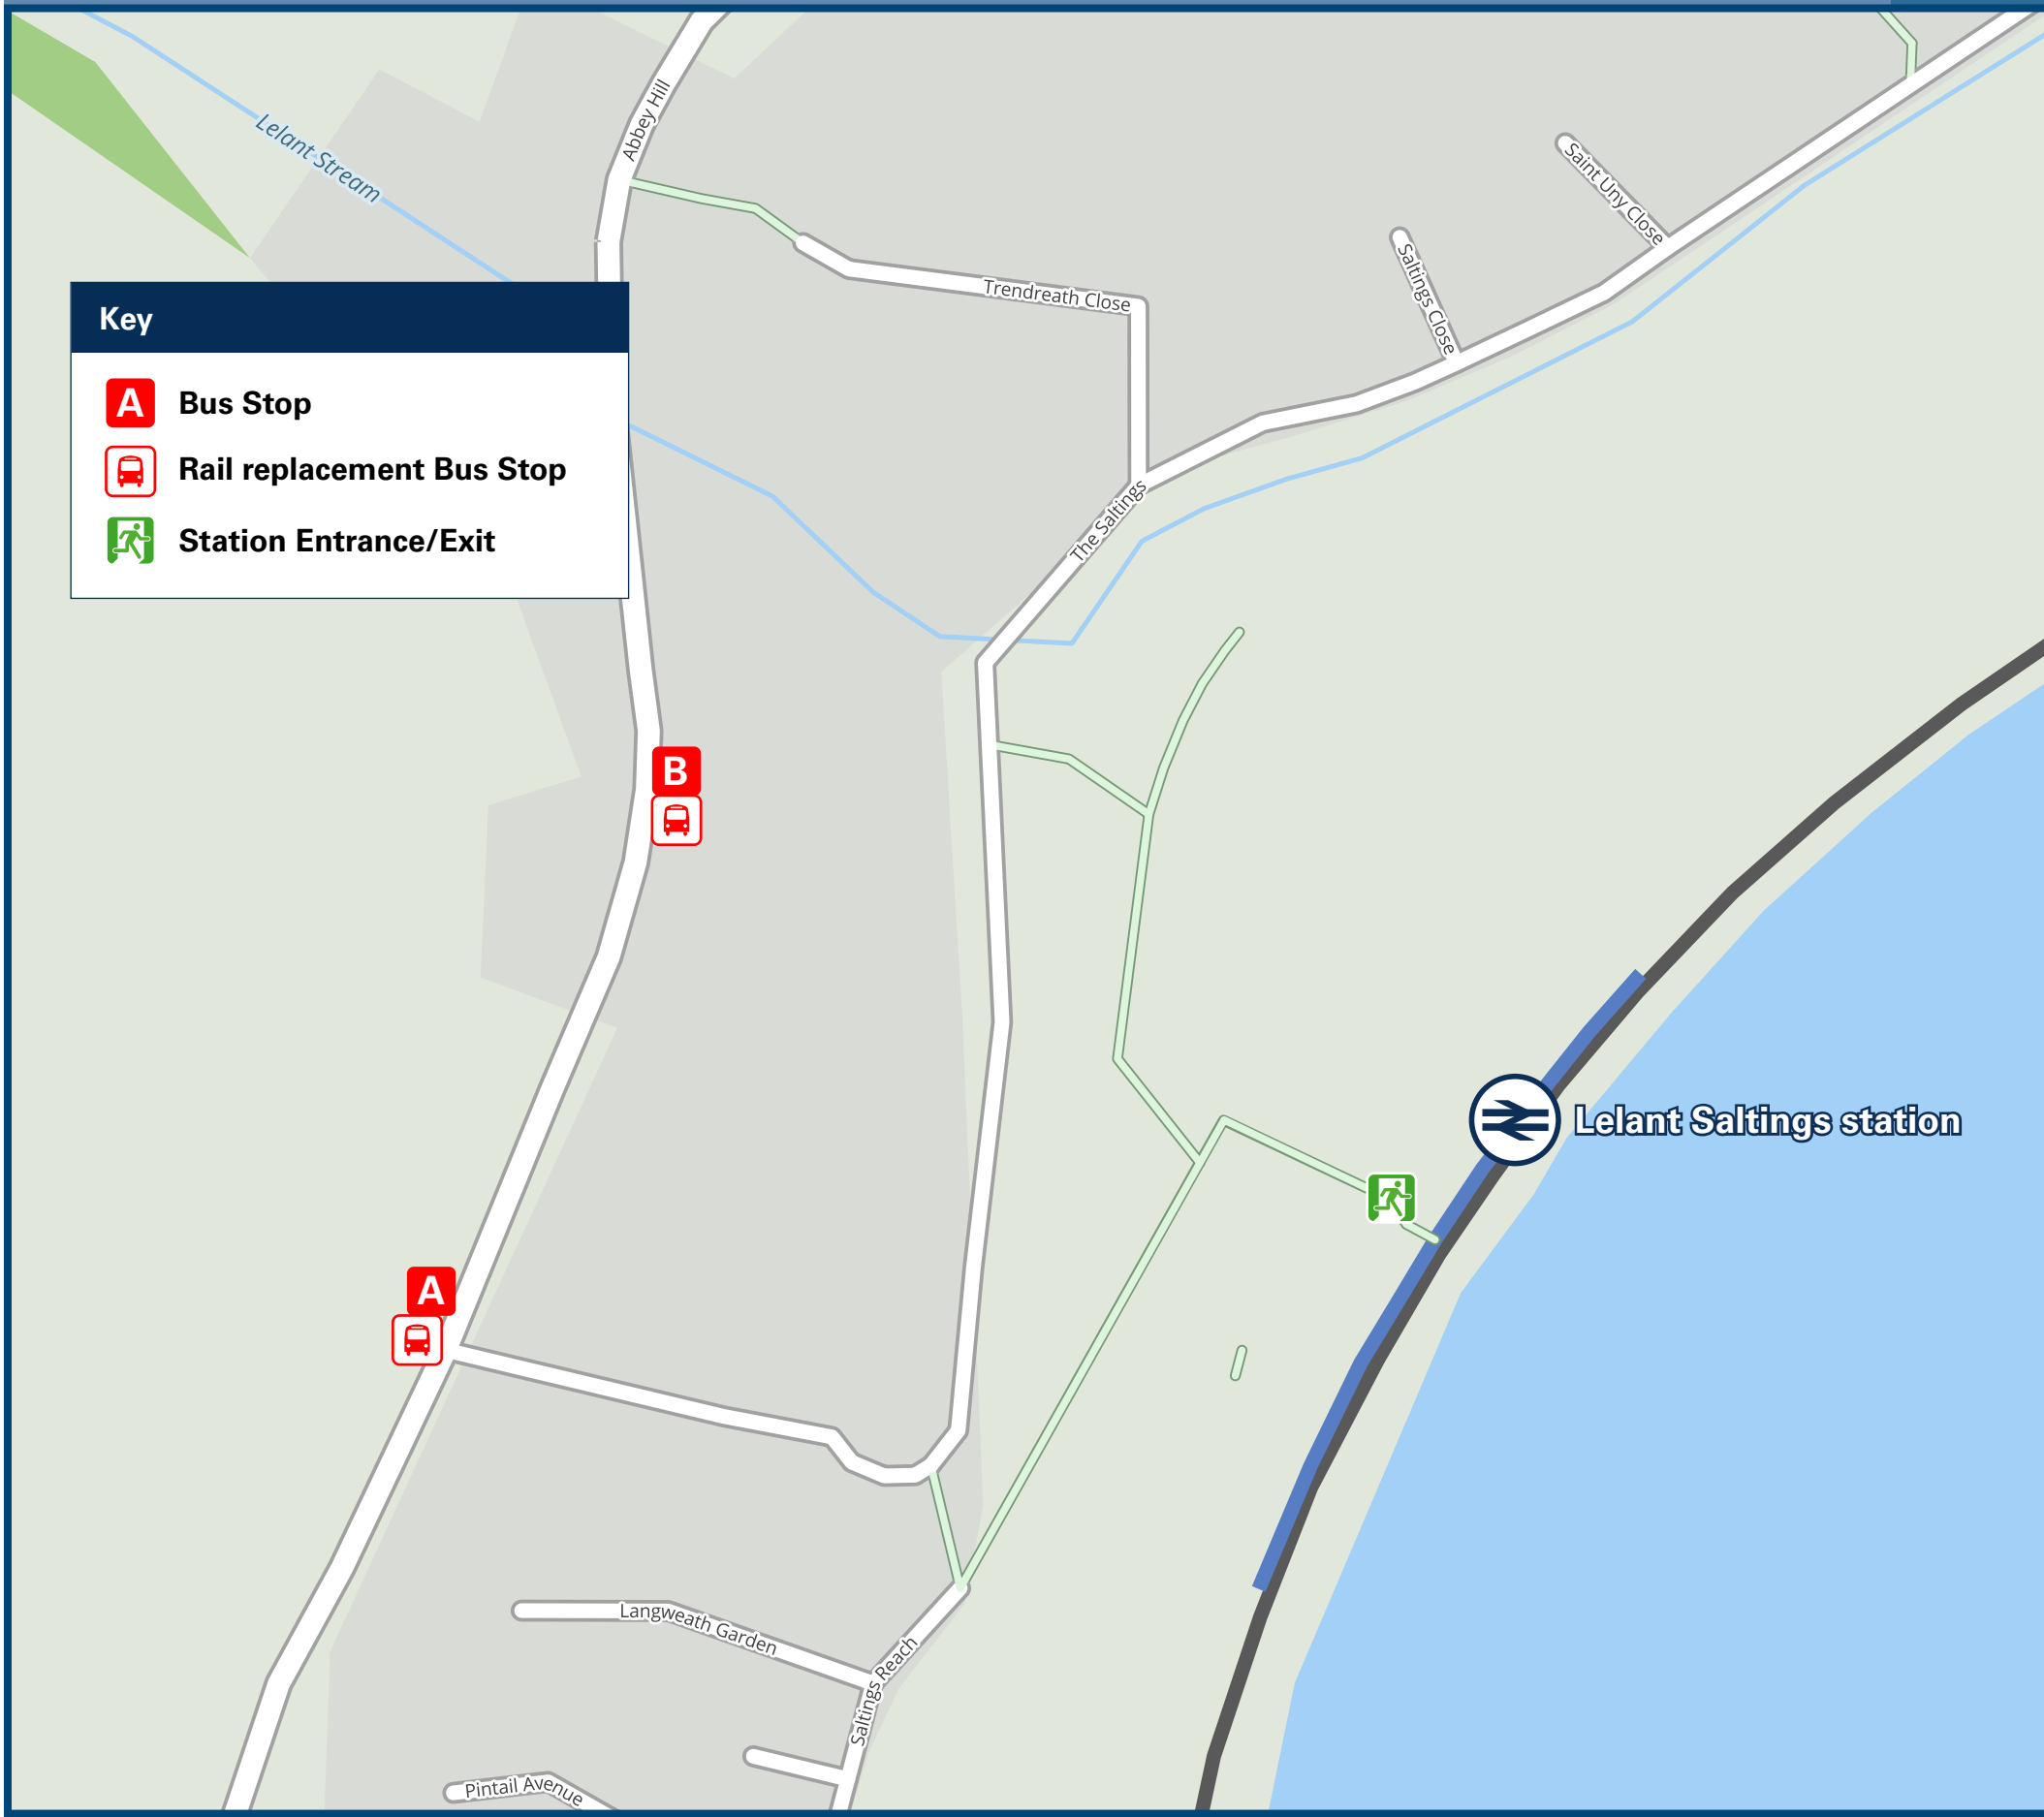 Abbey Hill
Lelant Stream
Saint Uny Close
Saltings Close
Trendreath Close
Key
A Bus Stop
Rail replacement Bus Stop
Station Entrance/Exit
The Saltings
B
Lelant Saltings station
A
Langweath Garden
Saltings Reach
Pintail Avenue